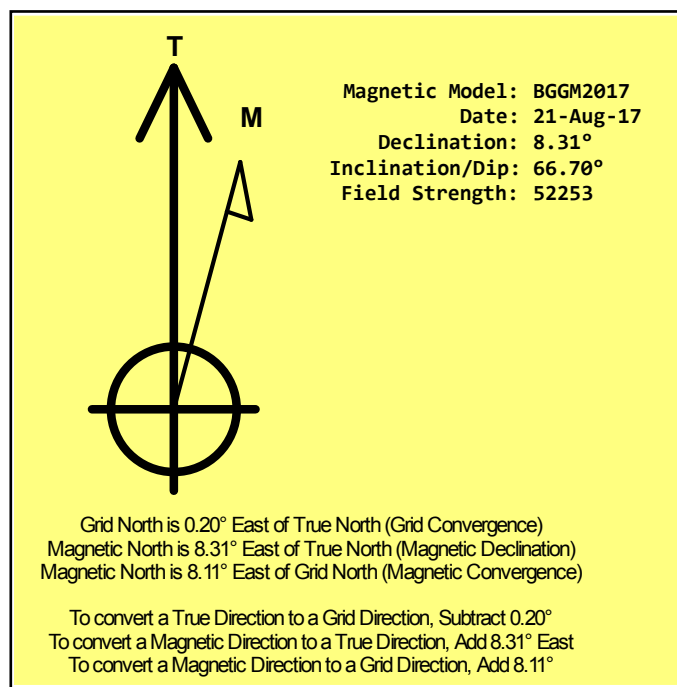 T
M
Magnetic Model: BGGM2017
Date: 21-Aug-17
Declination: 8.31°
Inclination/Dip: 66.70°
Field Strength: 52253
Grid North is 0.20° East of True North (Grid Convergence)
Magnetic North is 8.31° East of True North (Magnetic Declination)
Magnetic North is 8.11° East of Grid North (Magnetic Convergence)
To convert a True Direction to a Grid Direction, Subtract 0.20°
To convert a Magnetic Direction to a True Direction, Add 8.31° East
To convert a Magnetic Direction to a Grid Direction, Add 8.11°